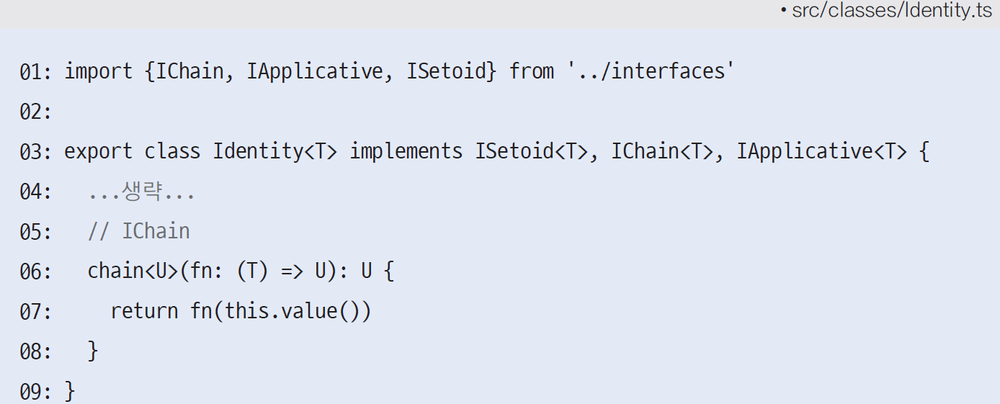 • src/classes/Identity.ts
01: import {IChain, IApplicative, ISetoid} from '../interfaces'
02:
03: export class Identity<T> implements ISetoid<T>, IChain<T>, IApplicative<T> {
04:   ...생략...
05:   // IChain
06:   chain<U>(fn: (T) => U): U {
07:     return fn(this.value())
08:   }
09: }